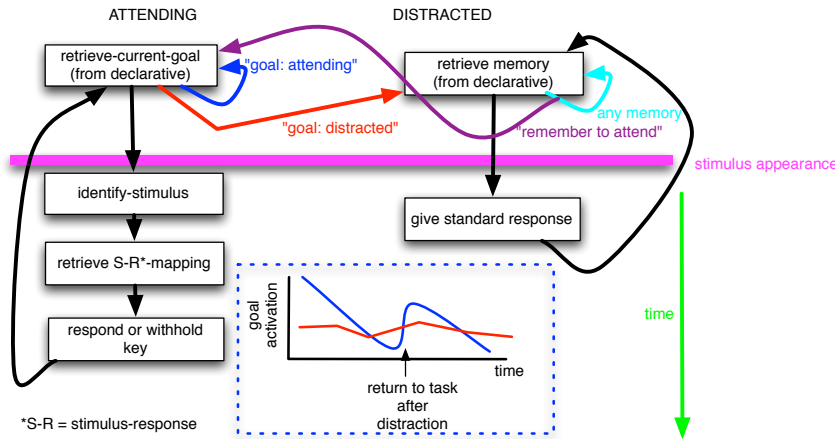 ATTENDING
DISTRACTED
retrieve-current-goal
(from declarative)
"goal: attending"
retrieve memory
(from declarative)
any memory
"goal: distracted"
"remember to attend"
stimulus appearance
identify-stimulus
give standard response
retrieve S-R*-mapping
respond or withhold
key
goal
activation
time
return to task
after
distraction
time
*S-R = stimulus-response